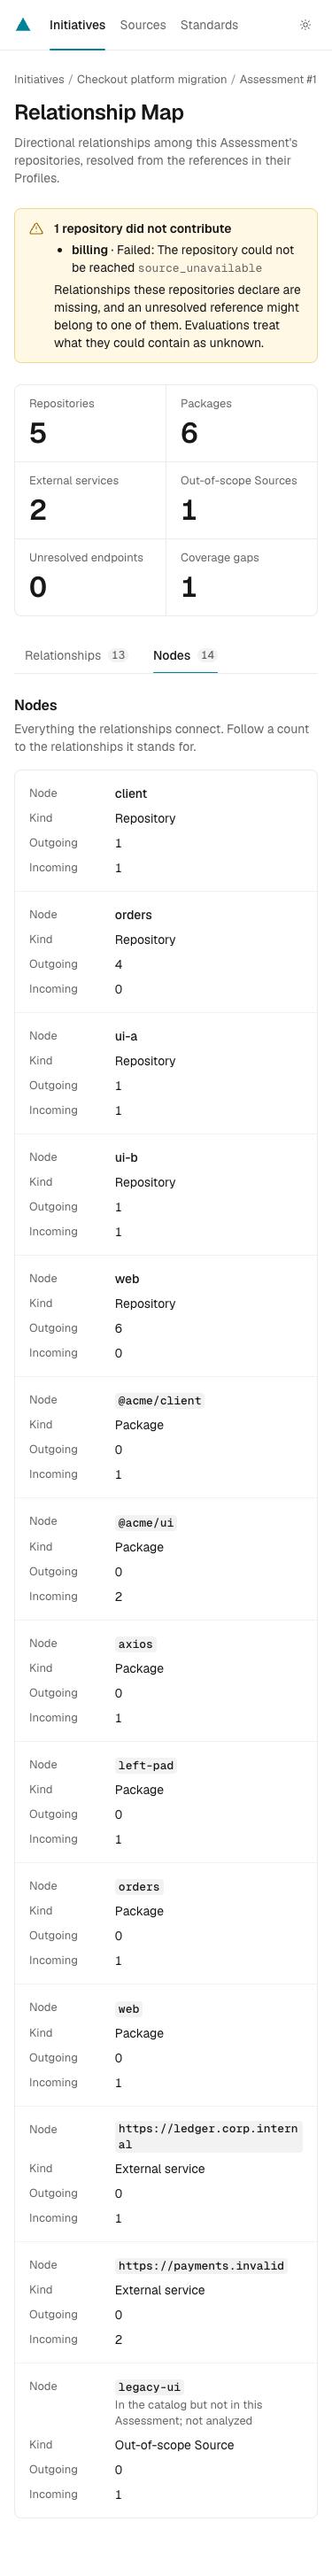 Initiatives Sources Standards
Initiatives / Checkout platform migration / Assessment #1
Relationship Map
Directional relationships among this Assessment's
repositories, resolved from the references in their
Profiles.
1 repository did not contribute
• billing · Failed: The repository could not
be reached source_unavailable
Relationships these repositories declare are
missing, and an unresolved reference might
belong to one of them. Evaluations treat
what they could contain as unknown.
Repositories Packages
5 6
External services Out-of-scope Sources
2 1
Unresolved endpoints Coverage gaps
0 1
Relationships 13 Nodes 14
Nodes
Everything the relationships connect. Follow a count
to the relationships it stands for.
Node client
Kind Repository
Outgoing 1
Incoming 1
Node orders
Kind Repository
Outgoing 4
Incoming 0
Node ui-a
Kind Repository
Outgoing 1
Incoming 1
Node ui-b
Kind Repository
Outgoing 1
Incoming 1
Node web
Kind Repository
Outgoing 6
Incoming 0
Node @acme/client
Kind Package
Outgoing 0
Incoming 1
Node @acme/ui
Kind Package
Outgoing 0
Incoming 2
Node axios
Kind Package
Outgoing 0
Incoming 1
Node left-pad
Kind Package
Outgoing 0
Incoming 1
Node orders
Kind Package
Outgoing 0
Incoming 1
Node web
Kind Package
Outgoing 0
Incoming 1
Node https://ledger.corp.intern
al
Kind External service
Outgoing 0
Incoming 1
Node https://payments.invalid
Kind External service
Outgoing 0
Incoming 2
Node legacy-ui
In the catalog but not in this
Assessment; not analyzed
Kind Out-of-scope Source
Outgoing 0
Incoming 1